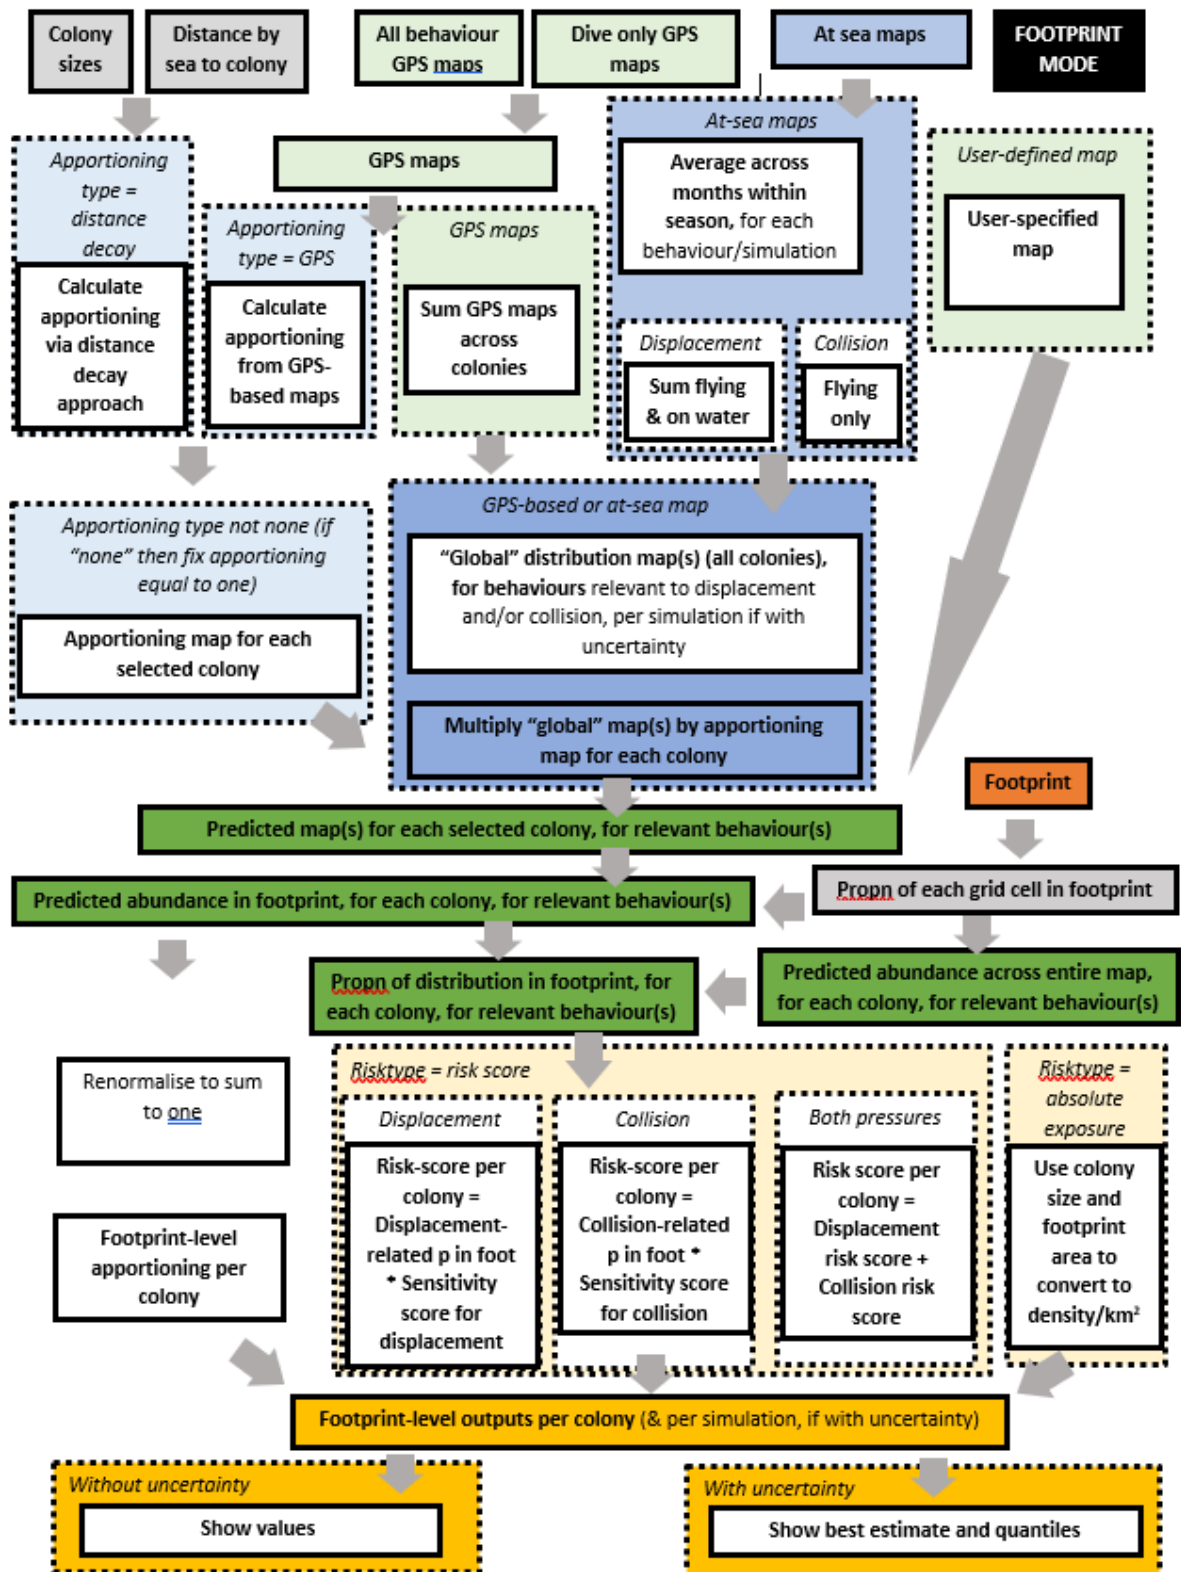 Colony
sizes
Distance by
sea to colony
All behaviour
GPS maps
Dive only GPS
maps
At sea maps
FOOTPRINT
MODE
Apportioning
type =
distance
decay
Calculate
apportioning
via distance
decay
approach
GPS maps
Apportioning
type = GPS
Calculate
apportioning
from GPS-
based maps
GPS maps
Sum GPS maps
across
colonies
At-sea maps
Average across
months within
season, for each
behaviour/simulation
Displacement
Sum flying
& on water
Collision
Flying
only
User-defined map
User-specified
map
Apportioning type not none (if
“none” then fix apportioning
equal to one)
Apportioning map for each
selected colony
GPS-based or at-sea map
“Global” distribution map(s) (all colonies),
for behaviours relevant to displacement
and/or collision, per simulation if with
uncertainty
Multiply “global” map(s) by apportioning
map for each colony
Footprint
Predicted map(s) for each selected colony, for relevant behaviour(s)
Predicted abundance in footprint, for each colony, for relevant behaviour(s)
Propn of each grid cell in footprint
Propn of distribution in footprint, for
each colony, for relevant behaviour(s)
Predicted abundance across entire map,
for each colony, for relevant behaviour(s)
Renormalise to sum
to one
Footprint-level
apportioning per
colony
Risktype = risk score
Displacement
Risk-score per
colony =
Displacement-
related p in foot
* Sensitivity
score for
displacement
Collision
Risk-score per
colony =
Collision-related
p in foot *
Sensitivity score
for collision
Both pressures
Risk score per
colony =
Displacement
risk score +
Collision risk
score
Risktype =
absolute
exposure
Use colony
size and
footprint
area to
convert to
density/km²
Footprint-level outputs per colony (& per simulation, if with uncertainty)
Without uncertainty
Show values
With uncertainty
Show best estimate and quantiles